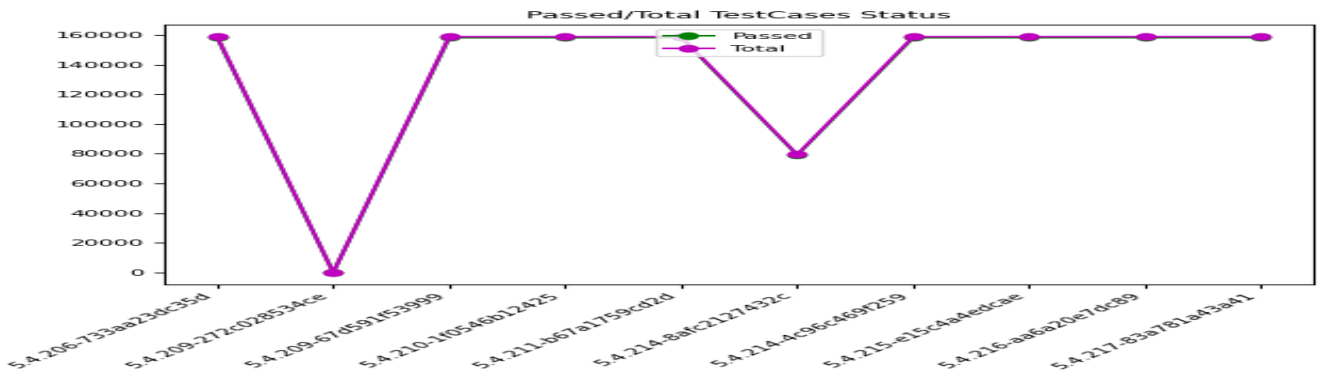 Passed/Total TestCases Status
Passed
Total
160000
140000
120000
100000
80000
60000
40000
20000
0
5.4.206-733aa23dc35d
5.4.209-272c028534ce
5.4.209-67d591f53999
5.4.210-1f0546b12425
5.4.211-b67a1759cd2d
5.4.214-8afc2127432c
5.4.214-4c96c469f259
5.4.215-e15c4a4edcae
5.4.216-aa6a20e7dc89
5.4.217-83a781a43a41